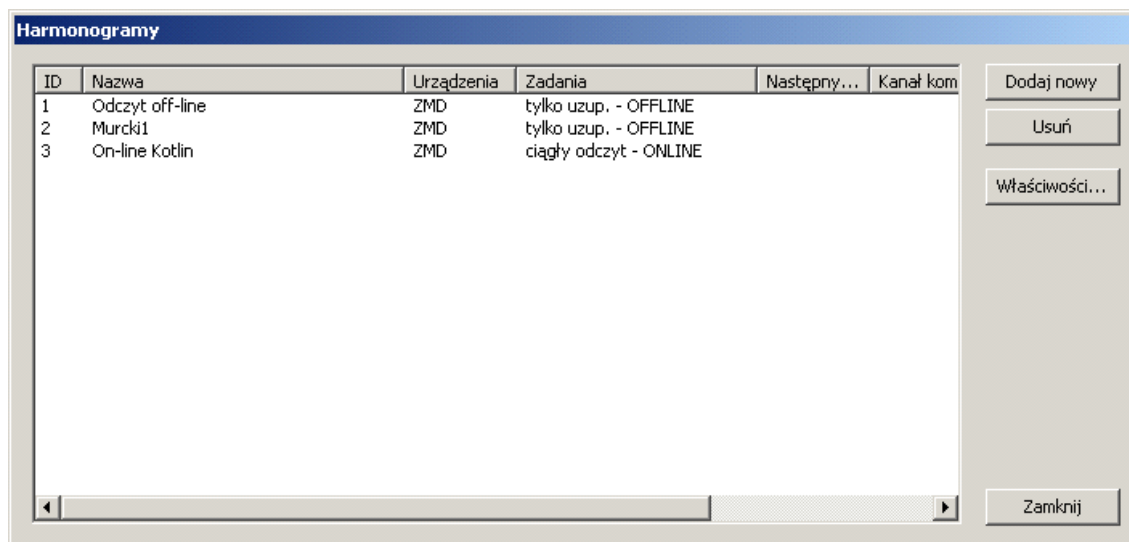 Harmonogramy
ID Nazwa Urządzenia Zadania Następny... Kanał kom
1 Odczyt off-line ZMD tylko uzup. - OFFLINE
2 Murcki1 ZMD tylko uzup. - OFFLINE
3 On-line Kotlin ZMD ciągły odczyt - ONLINE
Dodaj nowy
Usuń
Właściwości...
Zamknij